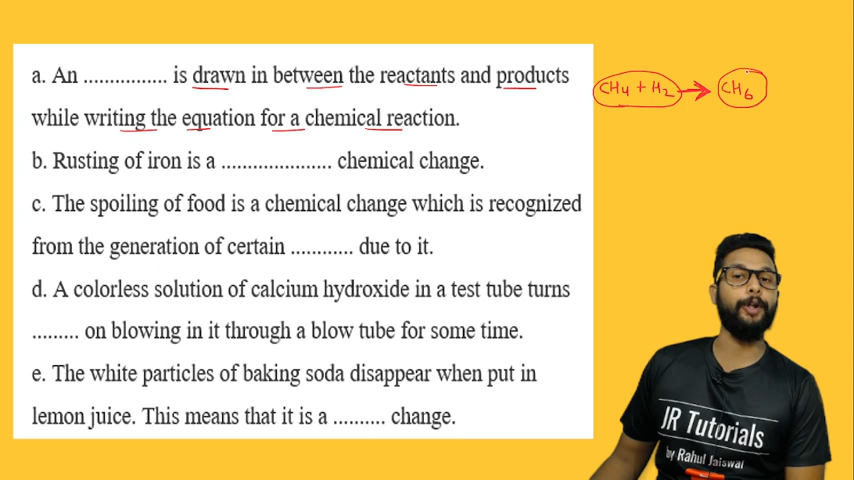 a. An ................ is drawn in between the reactants and products
while writing the equation for a chemical reaction.
b. Rusting of iron is a ..................... chemical change.
c. The spoiling of food is a chemical change which is recognized
from the generation of certain ............ due to it.
d. A colorless solution of calcium hydroxide in a test tube turns
......... on blowing in it through a blow tube for some time.
e. The white particles of baking soda disappear when put in
lemon juice. This means that it is a .......... change.
CH4 + H2 → CH6
JR Tutorials
by Rahul Jaiswal